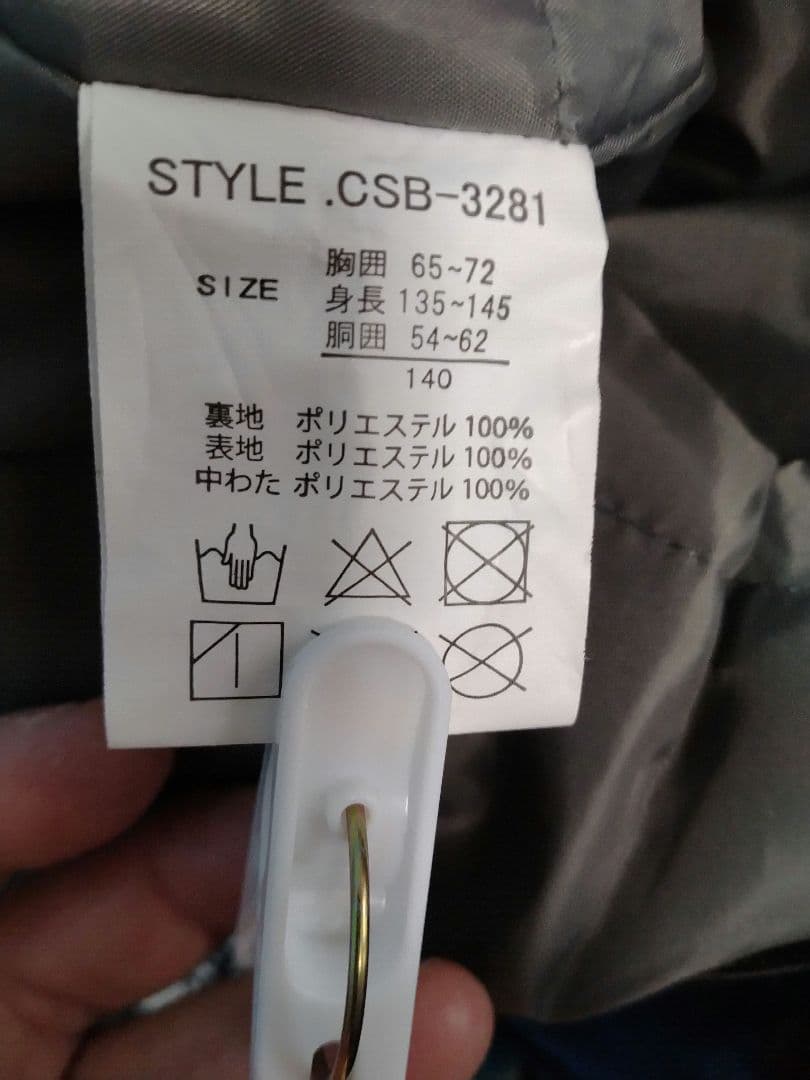 STYLE .CSB-3281
SIZE
胸囲 65~72
身長 135~145
胴囲 54~62
140
裏地 ポリエステル 100%
表地 ポリエステル 100%
中わた ポリエステル 100%